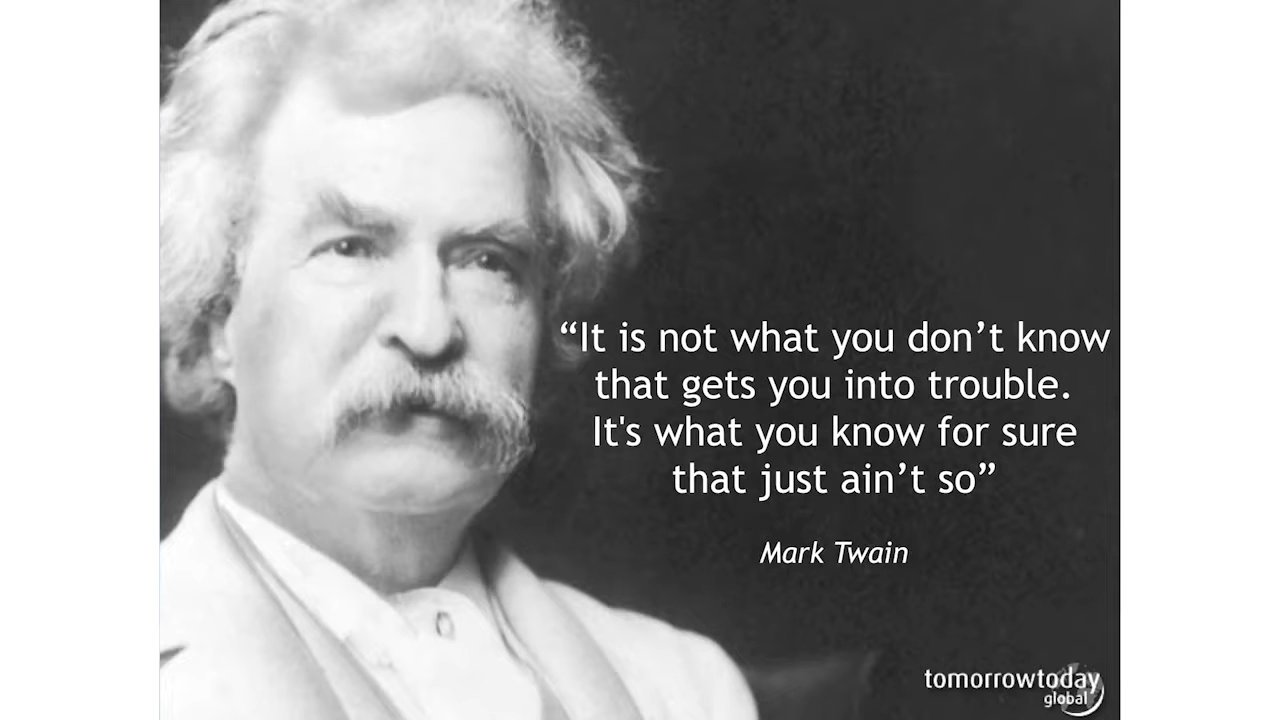 “It is not what you don’t know
that gets you into trouble.
It's what you know for sure
that just ain’t so”
Mark Twain
tomorrowtoday
global